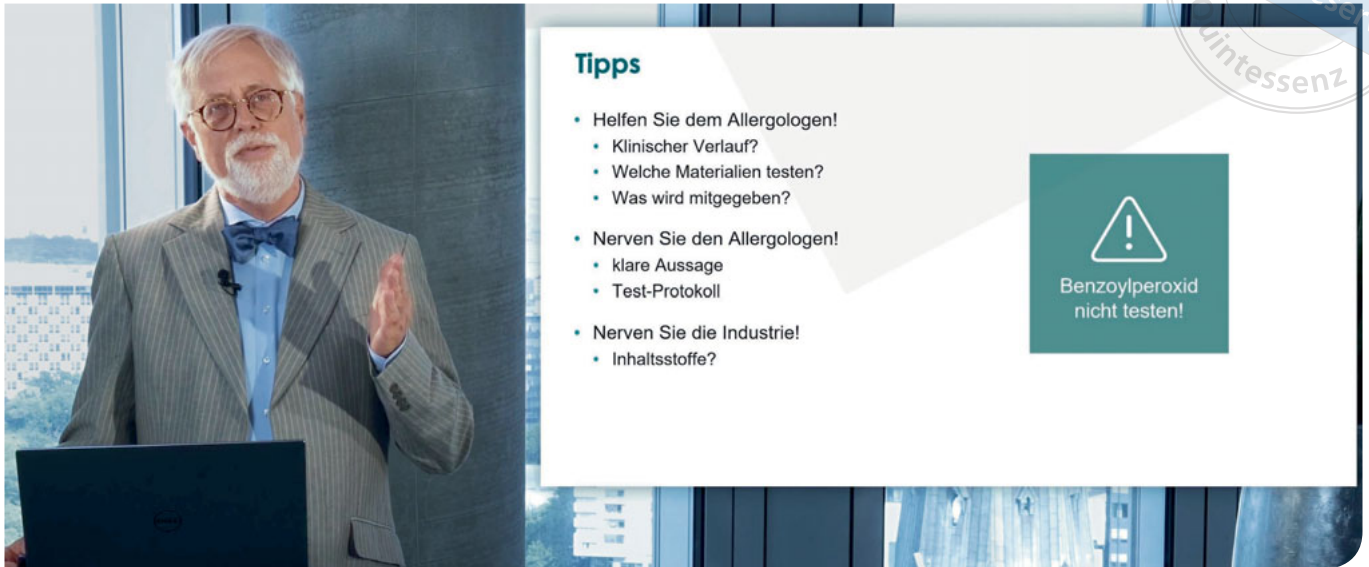 Tipps
• Helfen Sie dem Allergologen!
• Klinischer Verlauf?
• Welche Materialien testen?
• Was wird mitgegeben?
• Nerven Sie den Allergologen!
• klare Aussage
• Test-Protokoll
• Nerven Sie die Industrie!
• Inhaltsstoffe?
Benzoylperoxid
nicht testen!
Quintessenz
DELL